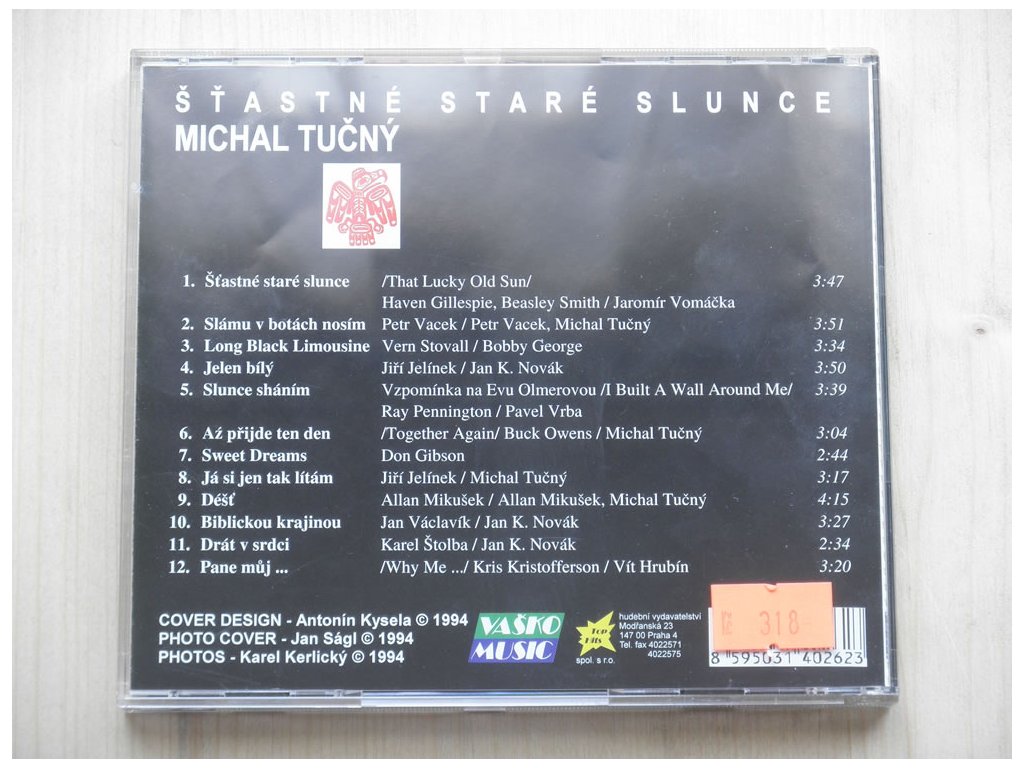 ŠŤASTNÉ STARÉ SLUNCE
MICHAL TUČNÝ
1. Šťastné staré slunce /That Lucky Old Sun/ 3:47
Haven Gillespie, Beasley Smith / Jaromír Vomáčka
2. Slámu v botách nosím Petr Vacek / Petr Vacek, Michal Tučný 3:51
3. Long Black Limousine Vern Stovall / Bobby George 3:34
4. Jelen bílý Jiří Jelínek / Jan K. Novák 3:50
5. Slunce sháním Vzpomínka na Evu Olmerovou /I Built A Wall Around Me/ 3:39
Ray Pennington / Pavel Vrba
6. Až přijde ten den /Together Again/ Buck Owens / Michal Tučný 3:04
7. Sweet Dreams Don Gibson 2:44
8. Já si jen tak lítám Jiří Jelínek / Michal Tučný 3:17
9. Déšť Allan Mikušek / Allan Mikušek, Michal Tučný 4:15
10. Biblickou krajinou Jan Václavík / Jan K. Novák 3:27
11. Drát v srdci Karel Štolba / Jan K. Novák 2:34
12. Pane můj ... /Why Me .../ Kris Kristofferson / Vít Hrubín 3:20
COVER DESIGN - Antonín Kysela © 1994
PHOTO COVER - Jan Ságl © 1994
PHOTOS - Karel Kerlický © 1994
VAŠKO
MUSIC
Top
Hits
spol. s r.o.
hudební vydavatelství
Modřanská 23
147 00 Praha 4
Tel. fax 4022571
4022575
318-
8 595031 402623